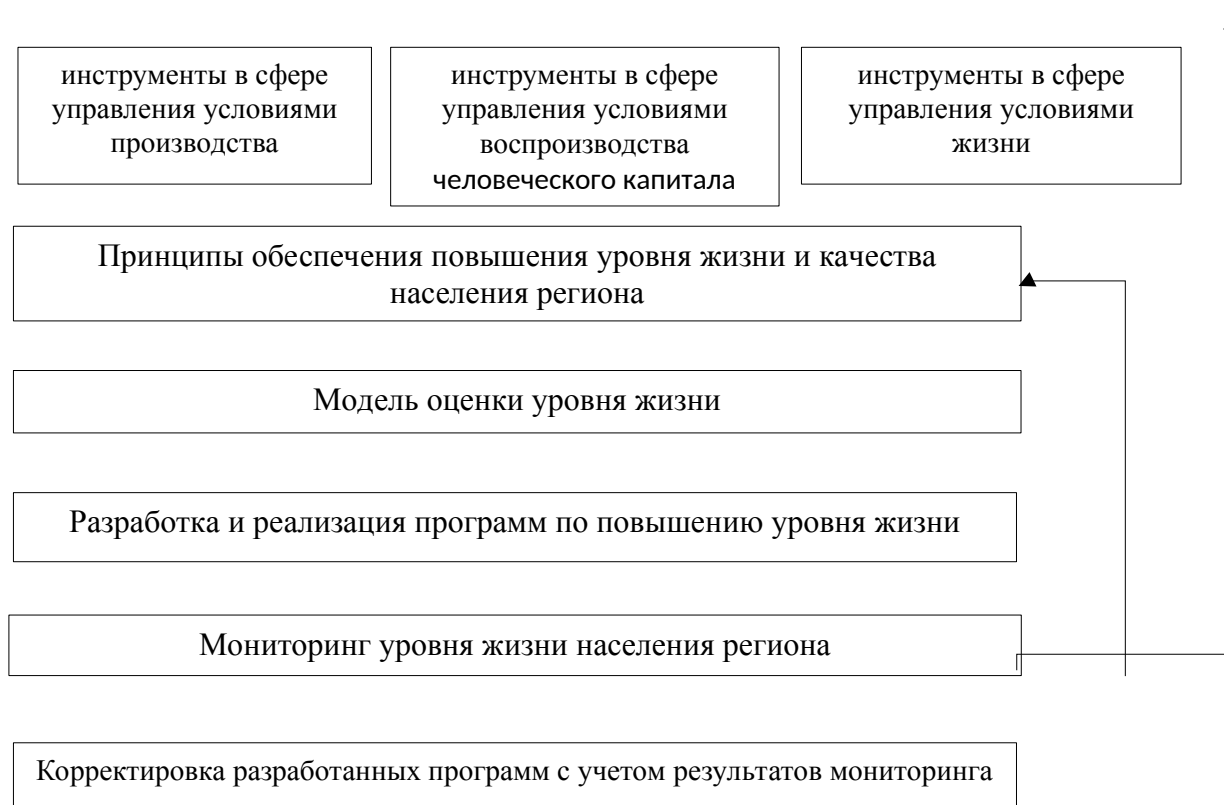 инструменты в сфере
управления условиями
производства
инструменты в сфере
управления условиями
воспроизводства
человеческого капитала
инструменты в сфере
управления условиями
жизни
Принципы обеспечения повышения уровня жизни и качества
населения региона
Модель оценки уровня жизни
Разработка и реализация программ по повышению уровня жизни
Мониторинг уровня жизни населения региона
Корректировка разработанных программ с учетом результатов мониторинга